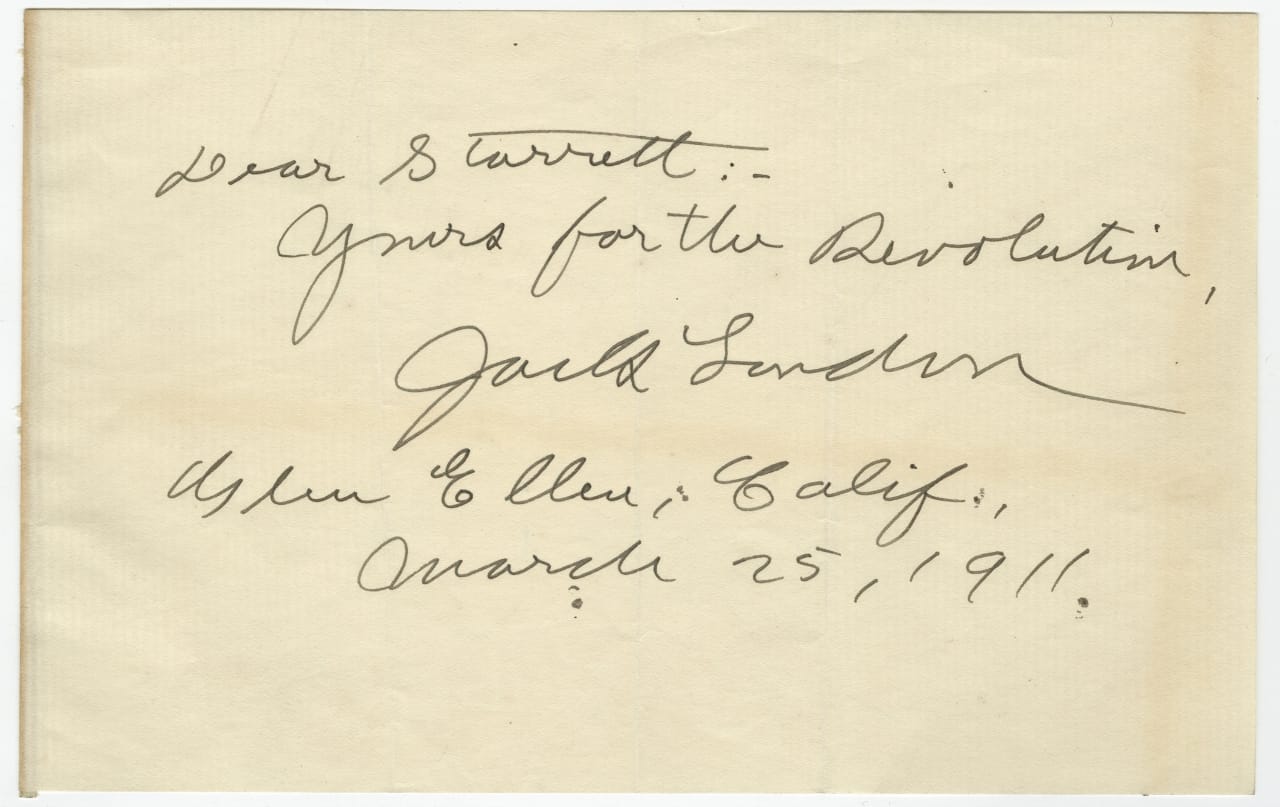 Dear Starrett:-
Yours for the Revolution,
Jack London
Glen Ellen, Calif.,
March 25, 1911.